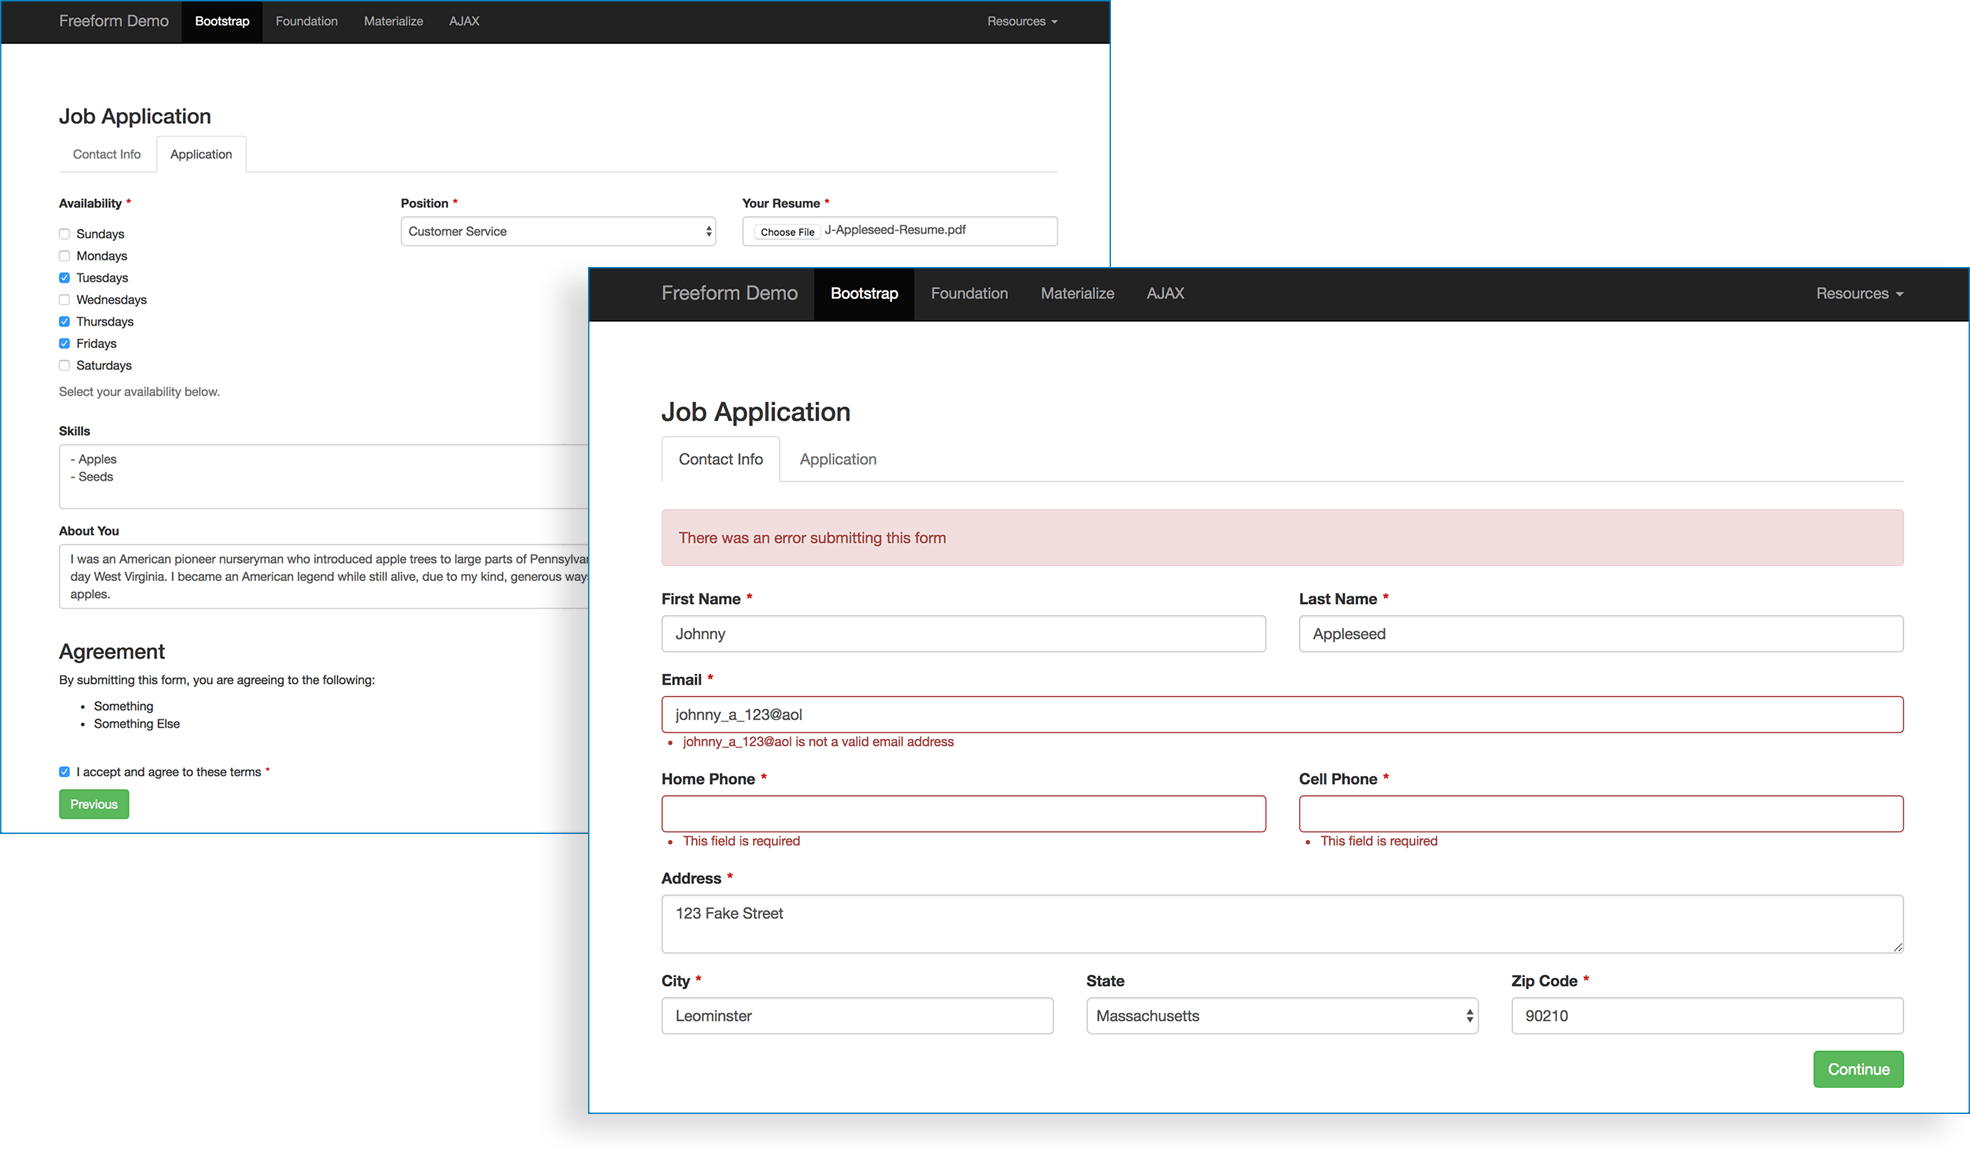 Freeform Demo Bootstrap Foundation Materialize AJAX Resources
Job Application
Contact Info Application
Availability * Position * Your Resume *
Customer Service Choose File J-Appleseed-Resume.pdf
Sundays
Mondays
Tuesdays
Wednesdays
Thursdays
Fridays
Saturdays
Select your availability below.
Skills
- Apples
- Seeds
About You
I was an American pioneer nurseryman who introduced apple trees to large parts of
day West Virginia. I became an American legend while still alive, due to my kind, generous
apples.
Agreement
By submitting this form, you are agreeing to the following:
• Something
• Something Else
I accept and agree to these terms *
Previous
Freeform Demo Bootstrap Foundation Materialize AJAX Resources
Job Application
Contact Info Application
There was an error submitting this form
First Name * Last Name *
Johnny Appleseed
Email *
johnny_a_123@aol
• johnny_a_123@aol is not a valid email address
Home Phone * Cell Phone *
• This field is required • This field is required
Address *
123 Fake Street
City * State Zip Code *
Leominster Massachusetts 90210
Continue